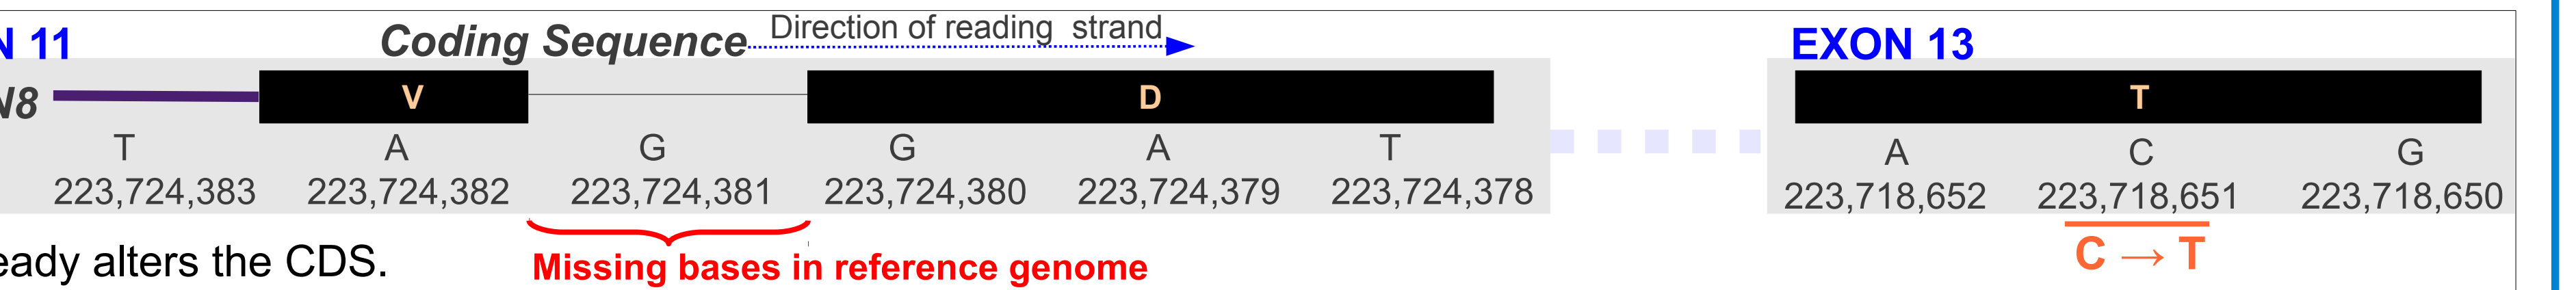 N 11
Coding Sequence
Direction of reading strand
EXON 13
N8
V
D
T
T A G G A T
A C G
223,724,383 223,724,382 223,724,381 223,724,380 223,724,379 223,724,378
223,718,652 223,718,651 223,718,650
eady alters the CDS.
Missing bases in reference genome
C → T